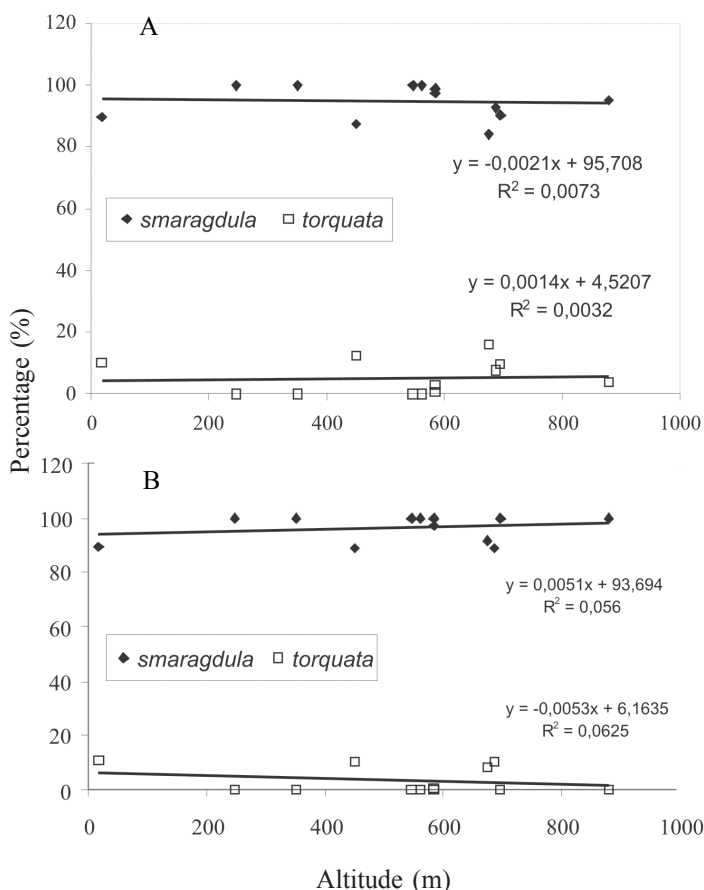 A
120
100
80
60
40
20
0
y = -0,0021x + 95,708
R² = 0,0073
smaragdula torquata
y = 0,0014x + 4,5207
R² = 0,0032
0 200 400 600 800 1000
Percentage (%)
B
120
100
80
60
40
20
0
y = 0,0051x + 93,694
R² = 0,056
smaragdula torquata
y = -0,0053x + 6,1635
R² = 0,0625
0 200 400 600 800 1000
Altitude (m)